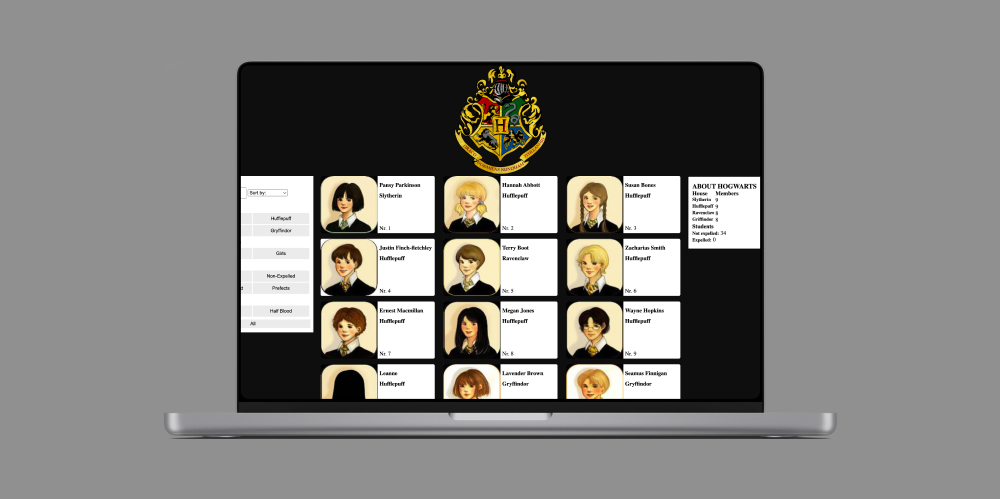 Sort by:
Hufflepuff
Gryffindor
Girls
Non-Expelled
d
Prefects
Half Blood
All
Pansy Parkinson
Slytherin
Nr. 1
Hannah Abbott
Hufflepuff
Nr. 2
Susan Bones
Hufflepuff
Nr. 3
Justin Finch-fletchley
Hufflepuff
Nr. 4
Terry Boot
Ravenclaw
Nr. 5
Zacharias Smith
Hufflepuff
Nr. 6
Ernest Macmillan
Hufflepuff
Nr. 7
Megan Jones
Hufflepuff
Nr. 8
Wayne Hopkins
Hufflepuff
Nr. 9
Leanne
Hufflepuff
Lavender Brown
Gryffindor
Seamus Finnigan
Gryffindor
H
ABOUT HOGWARTS
House Members
Slytherin 9
Hufflepuff 9
Ravenclaw 8
Griffindor 8
Students
Not expelled: 34
Expelled: 0